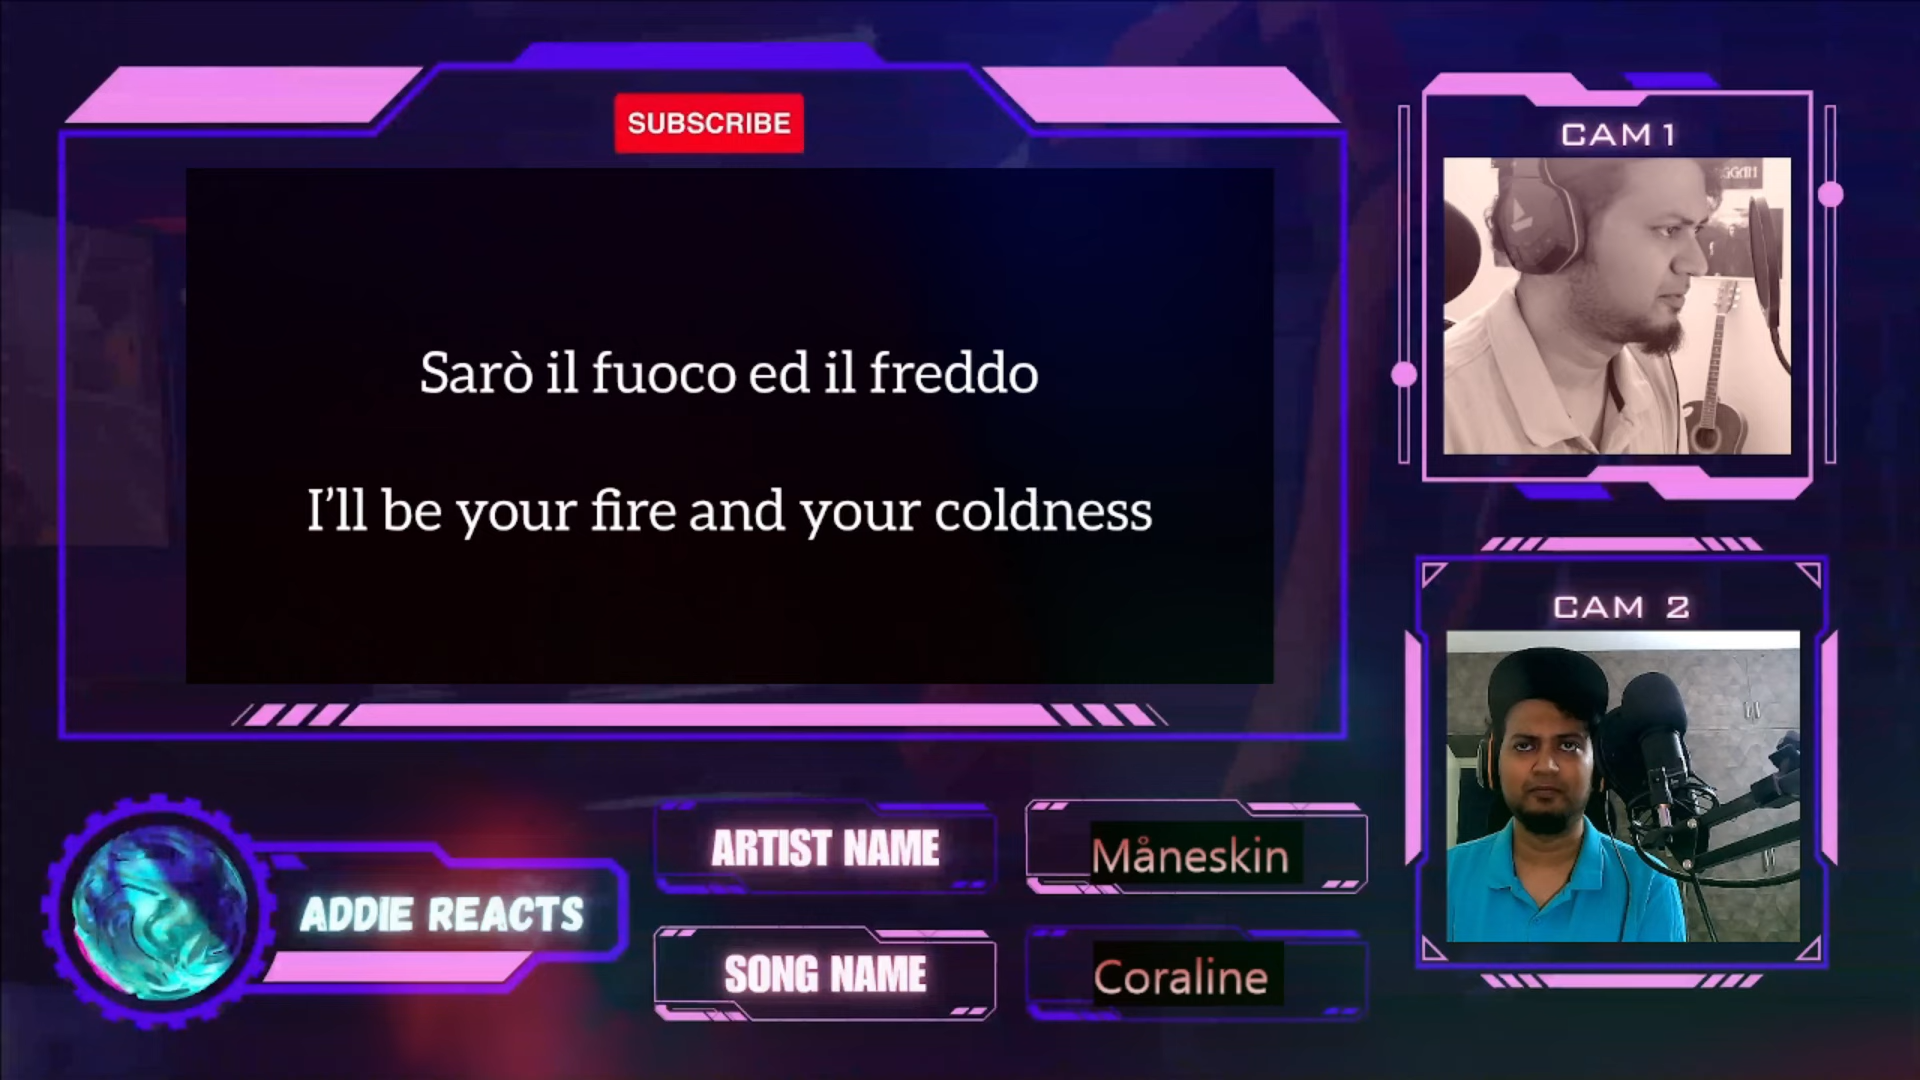 SUBSCRIBE
Sarò il fuoco ed il freddo
I'll be your fire and your coldness
CAM 1
CAM 2
ADDIE REACTS
ARTIST NAME
Måneskin
SONG NAME
Coraline